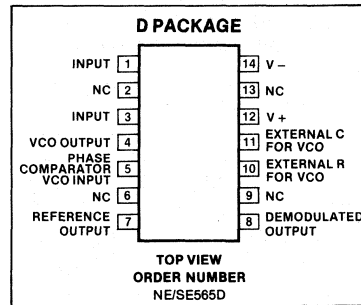 D PACKAGE
INPUT 1
NC 2
INPUT 3
VCO OUTPUT 4
PHASE
COMPARATOR 5
VCO INPUT
NC 6
REFERENCE 7
OUTPUT
14 V –
13 NC
12 V +
11 EXTERNAL C
FOR VCO
10 EXTERNAL R
FOR VCO
9 NC
8 DEMODULATED
OUTPUT
TOP VIEW
ORDER NUMBER
NE/SE565D